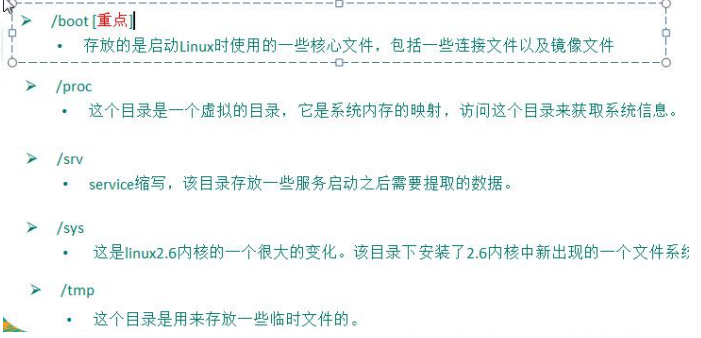 /boot [重点]
存放的是启动Linux时使用的一些核心文件，包括一些连接文件以及镜像文件
/proc
这个目录是一个虚拟的目录，它是系统内存的映射，访问这个目录来获取系统信息。
/srv
service缩写，该目录存放一些服务启动之后需要提取的数据。
/sys
这是linux2.6内核的一个很大的变化。该目录下安装了2.6内核中新出现的一个文件系统
/tmp
这个目录是用来存放一些临时文件的。